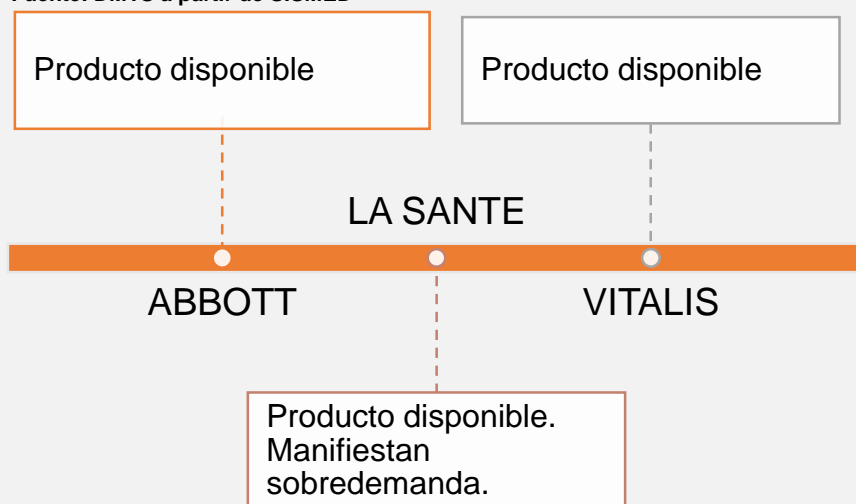 Producto disponible
Producto disponible
LA SANTE
ABBOTT
VITALIS
Producto disponible.
Manifiestan
sobredemanda.